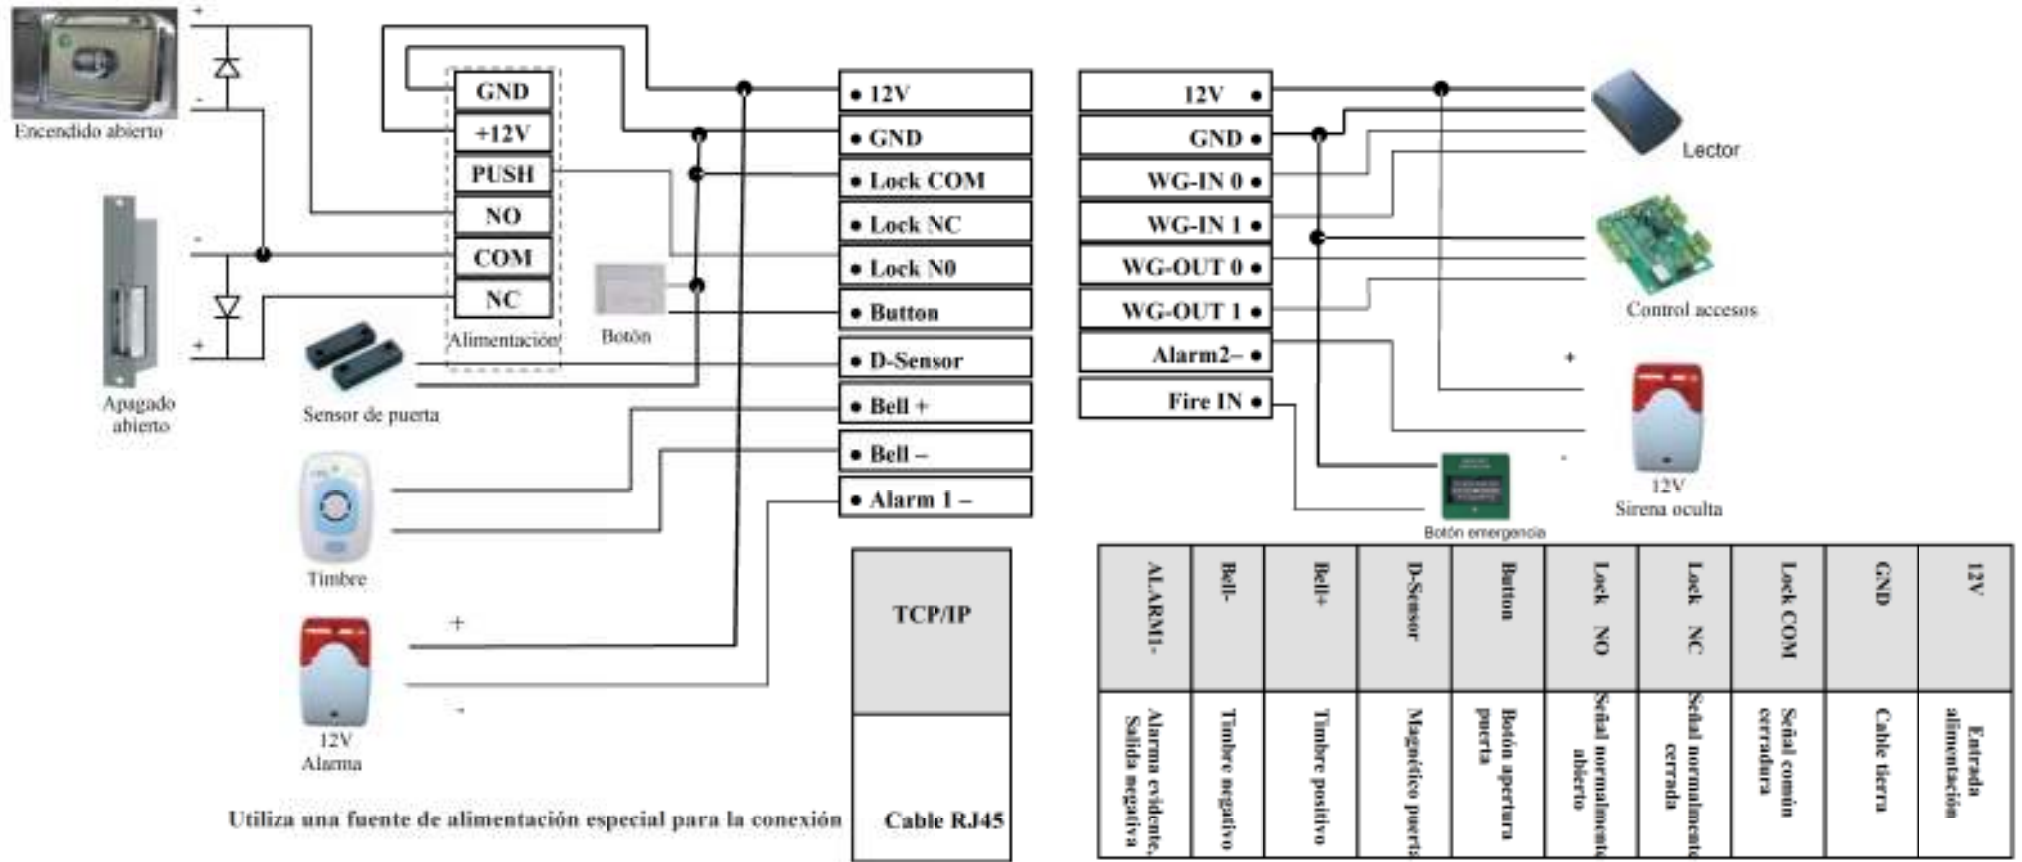 +
-
Encendido abierto
-
+
Apagado
abierto
GND
+12V
PUSH
NO
COM
NC
Alimentación
Botón
Sensor de puerta
Timbre
+
-
12V
Alarma
• 12V
• GND
• Lock COM
• Lock NC
• Lock N0
• Button
• D-Sensor
• Bell +
• Bell –
• Alarm 1 –
TCP/IP
Cable RJ45
Utiliza una fuente de alimentación especial para la conexión
12V •
GND •
WG-IN 0 •
WG-IN 1 •
WG-OUT 0 •
WG-OUT 1 •
Alarm2– •
Fire IN •
Lector
Control accesos
+
-
12V
Sirena oculta
Botón emergencia
ALARM1-
Bell-
Bell+
D-Sensor
Button
Lock NO
Lock NC
Lock COM
GND
12V
Alarma evidente,
Salida negativa
Timbre negativo
Timbre positivo
Magnético puerta
Botón apertura
puerta
Señal normalmente
abierto
Señal normalmente
cerrada
Señal común
cerradura
Cable tierra
Entrada
alimentación